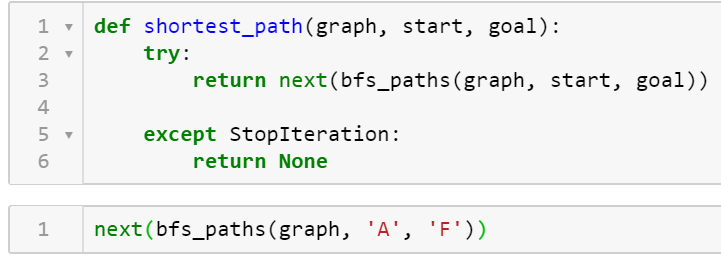 1 def shortest_path(graph, start, goal):
2     try:
3         return next(bfs_paths(graph, start, goal))
4
5     except StopIteration:
6         return None
1 next(bfs_paths(graph, 'A', 'F'))